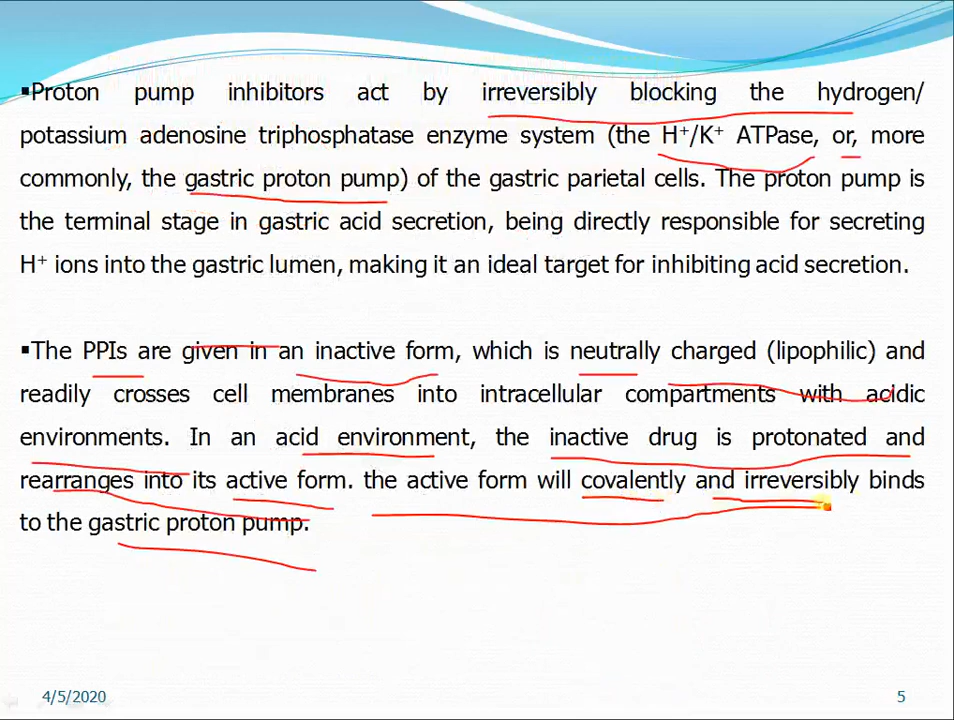 ▪Proton pump inhibitors act by irreversibly blocking the hydrogen/
potassium adenosine triphosphatase enzyme system (the H⁺/K⁺ ATPase, or, more
commonly, the gastric proton pump) of the gastric parietal cells. The proton pump is
the terminal stage in gastric acid secretion, being directly responsible for secreting
H⁺ ions into the gastric lumen, making it an ideal target for inhibiting acid secretion.
▪The PPIs are given in an inactive form, which is neutrally charged (lipophilic) and
readily crosses cell membranes into intracellular compartments with acidic
environments. In an acid environment, the inactive drug is protonated and
rearranges into its active form. the active form will covalently and irreversibly binds
to the gastric proton pump.
4/5/2020
5